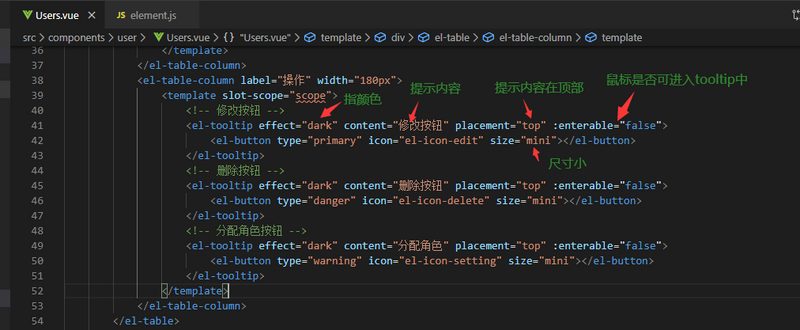 Users.vue JS element.js
src > components > user > Users.vue > {} "Users.vue" > template > div > el-table > el-table-column > template
36 </template>
37 </el-table-column>
38 <el-table-column label="操作" width="180px">
39 <template slot-scope="scope">
指颜色 提示内容 提示内容在顶部 鼠标是否可进入tooltip中
40 <!-- 修改按钮 -->
41 <el-tooltip effect="dark" content="修改按钮" placement="top" :enterable="false">
42 <el-button type="primary" icon="el-icon-edit" size="mini"></el-button>
43 </el-tooltip>
尺寸小
44 <!-- 删除按钮 -->
45 <el-tooltip effect="dark" content="删除按钮" placement="top" :enterable="false">
46 <el-button type="danger" icon="el-icon-delete" size="mini"></el-button>
47 </el-tooltip>
48 <!-- 分配角色按钮 -->
49 <el-tooltip effect="dark" content="分配角色" placement="top" :enterable="false">
50 <el-button type="warning" icon="el-icon-setting" size="mini"></el-button>
51 </el-tooltip>
52 </template>
53 </el-table-column>
54 </el-table>